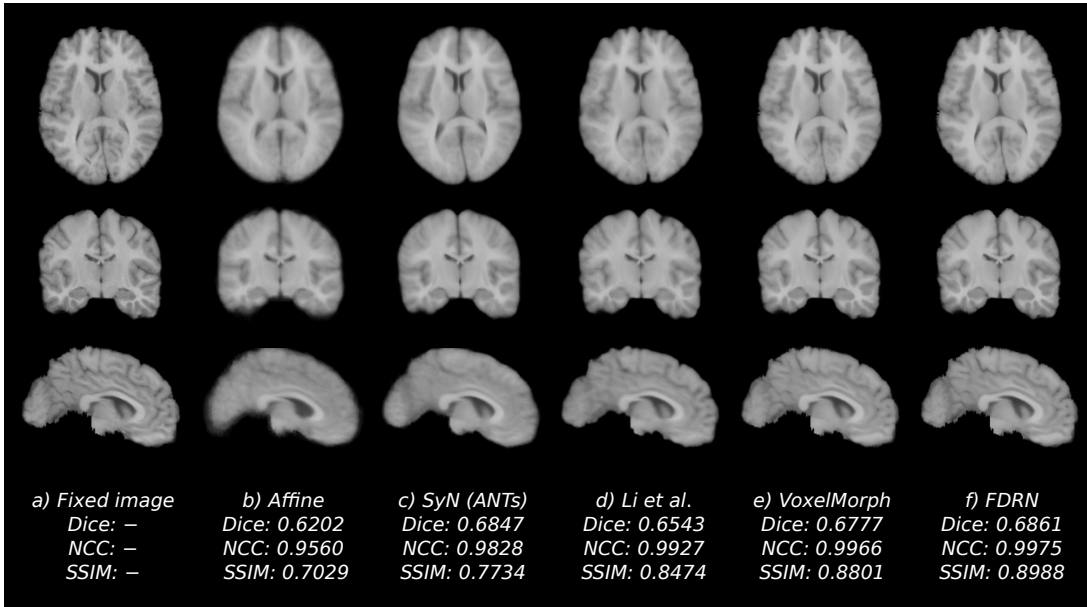 a) Fixed image
Dice: −
NCC: −
SSIM: −
b) Affine
Dice: 0.6202
NCC: 0.9560
SSIM: 0.7029
c) SyN (ANTs)
Dice: 0.6847
NCC: 0.9828
SSIM: 0.7734
d) Li et al.
Dice: 0.6543
NCC: 0.9927
SSIM: 0.8474
e) VoxelMorph
Dice: 0.6777
NCC: 0.9966
SSIM: 0.8801
f) FDRN
Dice: 0.6861
NCC: 0.9975
SSIM: 0.8988